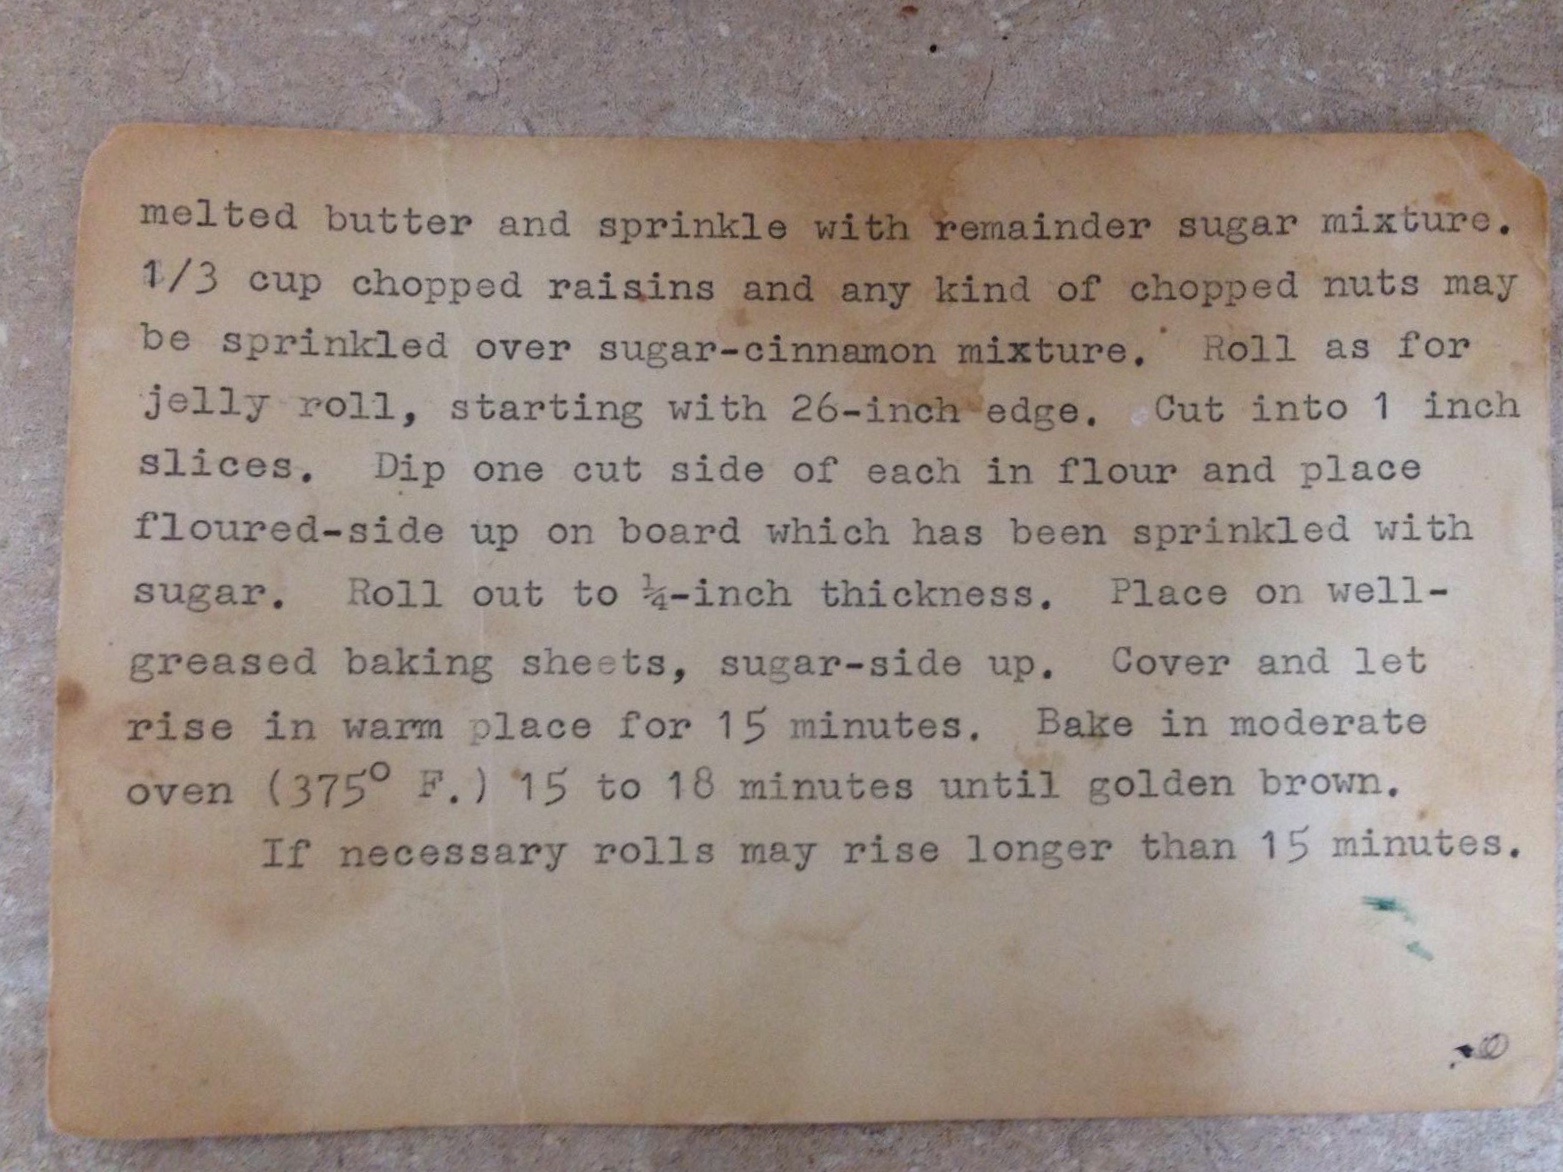 melted butter and sprinkle with remainder sugar mixture.
1/3 cup chopped raisins and any kind of chopped nuts may
be sprinkled over sugar-cinnamon mixture. Roll as for
jelly roll, starting with 26-inch edge. Cut into 1 inch
slices. Dip one cut side of each in flour and place
floured-side up on board which has been sprinkled with
sugar. Roll out to ¼-inch thickness. Place on well-
greased baking sheets, sugar-side up. Cover and let
rise in warm place for 15 minutes. Bake in moderate
oven (375° F.) 15 to 18 minutes until golden brown.
If necessary rolls may rise longer than 15 minutes.